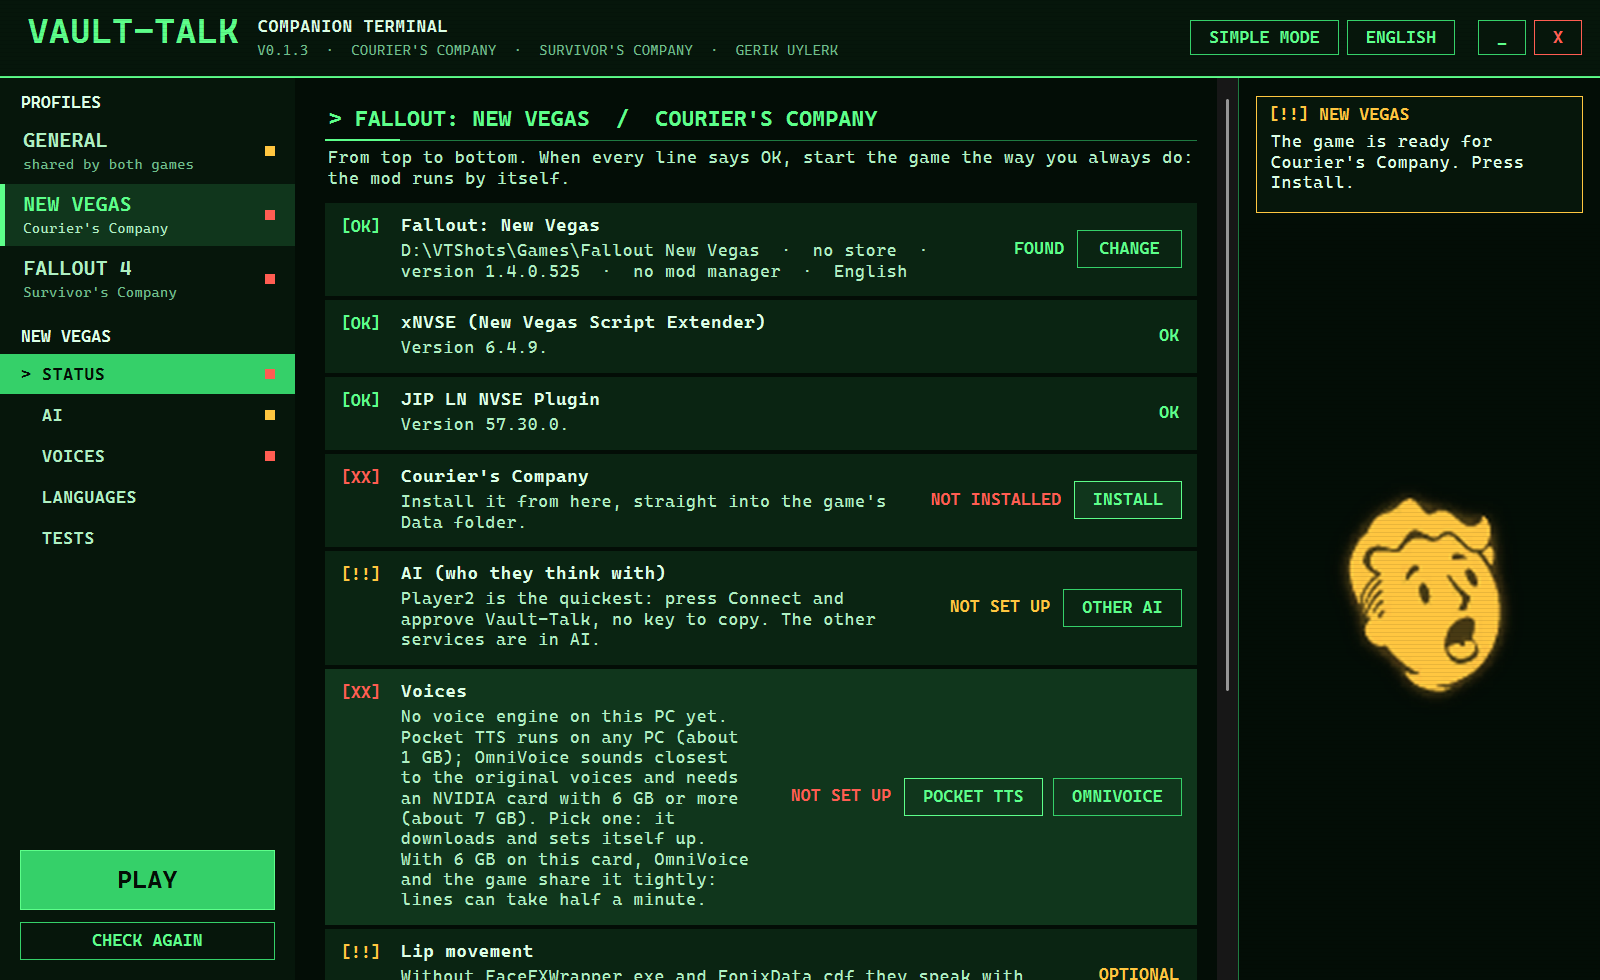 VAULT-TALK
COMPANION TERMINAL
V0.1.3 · COURIER'S COMPANY · SURVIVOR'S COMPANY · GERIK UYLERK
SIMPLE MODE
ENGLISH
_
X
PROFILES
GENERAL
shared by both games
NEW VEGAS
Courier's Company
FALLOUT 4
Survivor's Company
NEW VEGAS
> STATUS
AI
VOICES
LANGUAGES
TESTS
PLAY
CHECK AGAIN
> FALLOUT: NEW VEGAS / COURIER'S COMPANY
From top to bottom. When every line says OK, start the game the way you always do:
the mod runs by itself.
[OK] Fallout: New Vegas
D:\VTShots\Games\Fallout New Vegas · no store ·
version 1.4.0.525 · no mod manager · English
FOUND
CHANGE
[OK] xNVSE (New Vegas Script Extender)
Version 6.4.9.
OK
[OK] JIP LN NVSE Plugin
Version 57.30.0.
OK
[XX] Courier's Company
Install it from here, straight into the game's
Data folder.
NOT INSTALLED
INSTALL
[!!] AI (who they think with)
Player2 is the quickest: press Connect and
approve Vault-Talk, no key to copy. The other
services are in AI.
NOT SET UP
OTHER AI
[XX] Voices
No voice engine on this PC yet.
Pocket TTS runs on any PC (about
1 GB); OmniVoice sounds closest
to the original voices and needs
an NVIDIA card with 6 GB or more
(about 7 GB). Pick one: it
downloads and sets itself up.
With 6 GB on this card, OmniVoice
and the game share it tightly:
lines can take half a minute.
NOT SET UP
POCKET TTS
OMNIVOICE
[!!] Lip movement
Without FaceFXWrapper.exe and FonixData.cdf they speak with
OPTIONAL
[!!] NEW VEGAS
The game is ready for
Courier's Company. Press
Install.